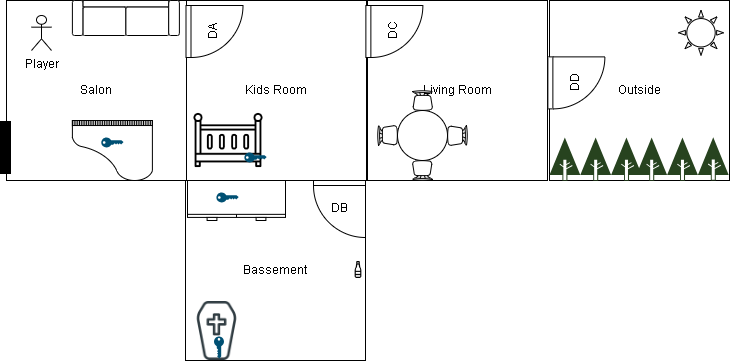 DA
DC
Player
Salon
Kids Room
Living Room
DD
Outside
DB
Bassement